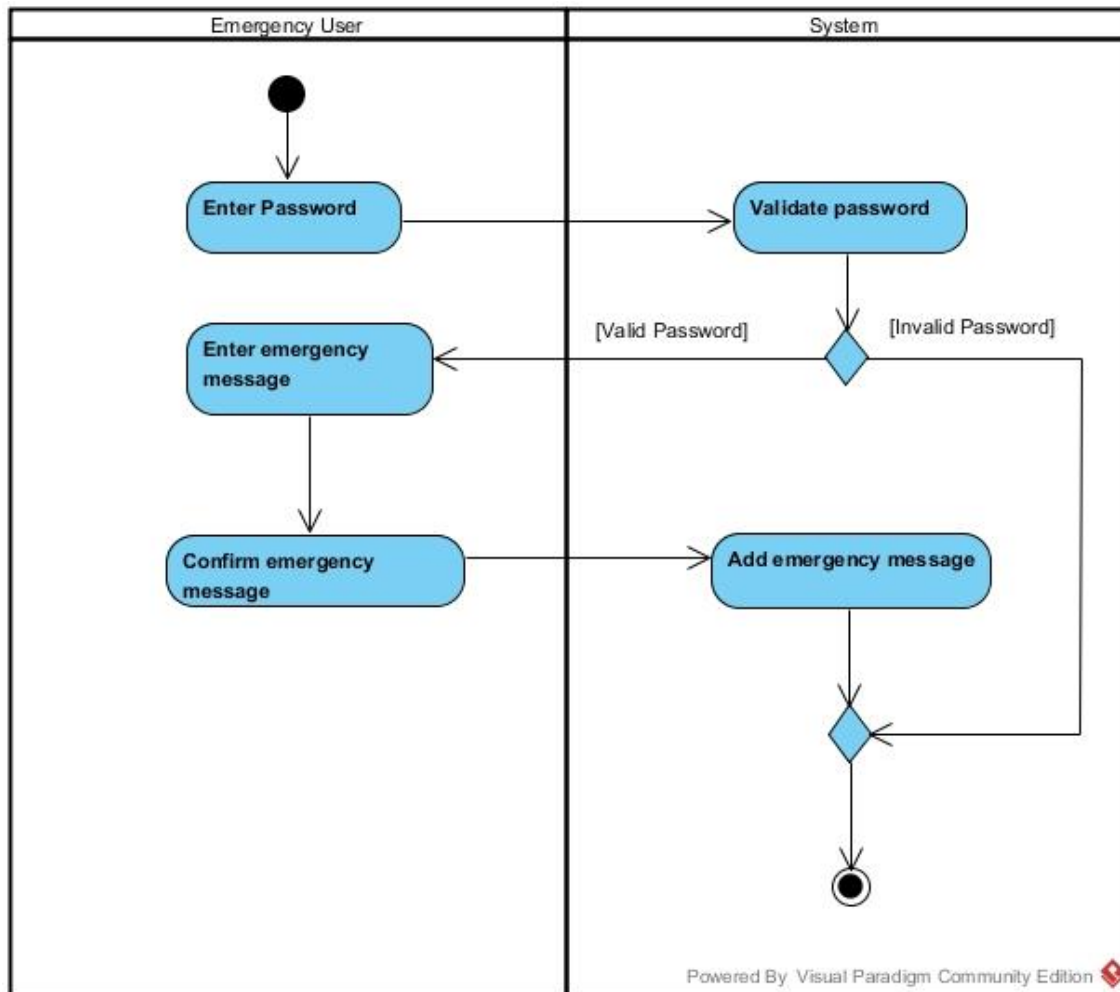 Emergency User
System
Enter Password
Validate password
[Valid Password]
[Invalid Password]
Enter emergency
message
Confirm emergency
message
Add emergency message
Powered By Visual Paradigm Community Edition